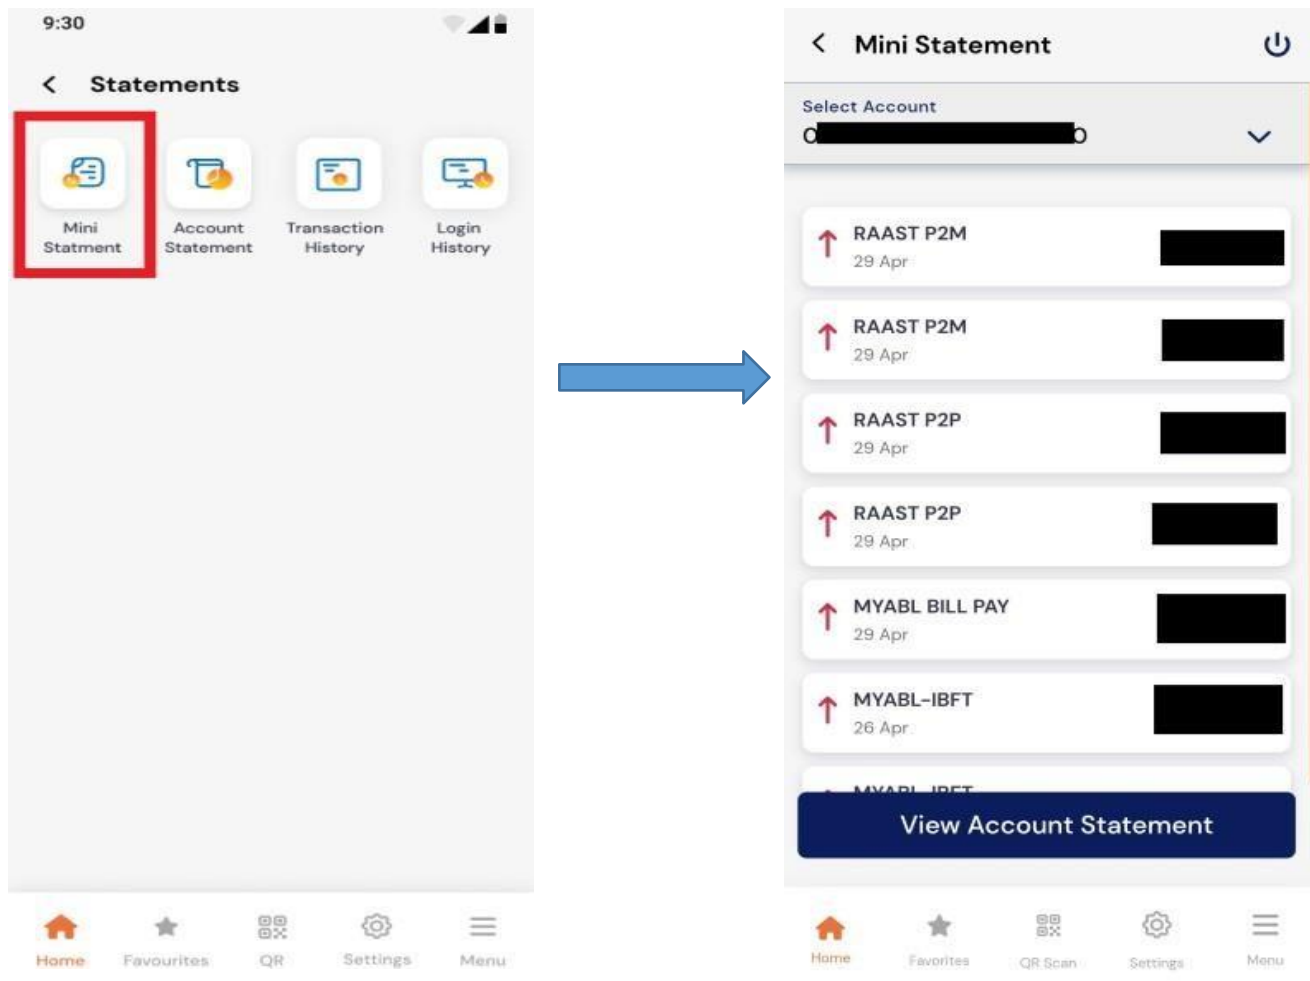 9:30
Statements
Mini
Statment
Account
Statement
Transaction
History
Login
History
Home
Favourites
QR
Settings
Menu
Mini Statement
Select Account
RAAST P2M
29 Apr
RAAST P2M
29 Apr
RAAST P2P
29 Apr
RAAST P2P
29 Apr
MYABL BILL PAY
29 Apr
MYABL-IBFT
26 Apr
MYABL-IBFT
View Account Statement
Home
Favorites
QR Scan
Settings
Menu